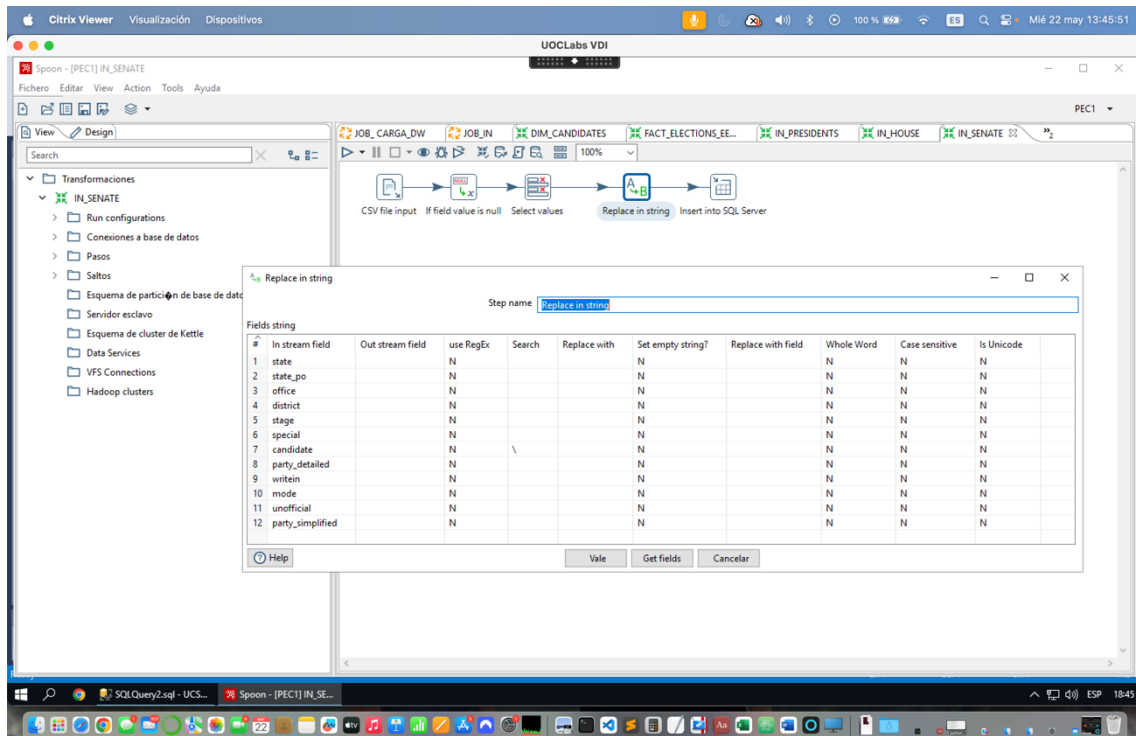 Citrix Viewer Visualización Dispositivos 100 % ES Mié 22 may 13:45:51
UOCLabs VDI
Spoon - [PEC1] IN_SENATE
Fichero Editar View Action Tools Ayuda
PEC1
View Design
JOB_ CARGA_DW JOB_IN DIM_CANDIDATES FACT_ELECTIONS_EE... IN_PRESIDENTS IN_HOUSE IN_SENATE »2
Search 100%
Transformaciones
IN_SENATE
Run configurations
Conexiones a base de datos
Pasos
Saltos
Esquema de partici�n de base de dato
Servidor esclavo
Esquema de cluster de Kettle
Data Services
VFS Connections
Hadoop clusters
CSV file input If field value is null Select values Replace in string Insert into SQL Server
Replace in string
Step name Replace in string
Fields string
# In stream field Out stream field use RegEx Search Replace with Set empty string? Replace with field Whole Word Case sensitive Is Unicode
1 state N N N N N
2 state_po N N N N N
3 office N N N N N
4 district N N N N N
5 stage N N N N N
6 special N N N N N
7 candidate N \ N N N N
8 party_detailed N N N N N
9 writein N N N N N
10 mode N N N N N
11 unofficial N N N N N
12 party_simplified N N N N N
Help Vale Get fields Cancelar
SQLQuery2.sql - UCS... Spoon - [PEC1] IN_SE... ESP 18:45